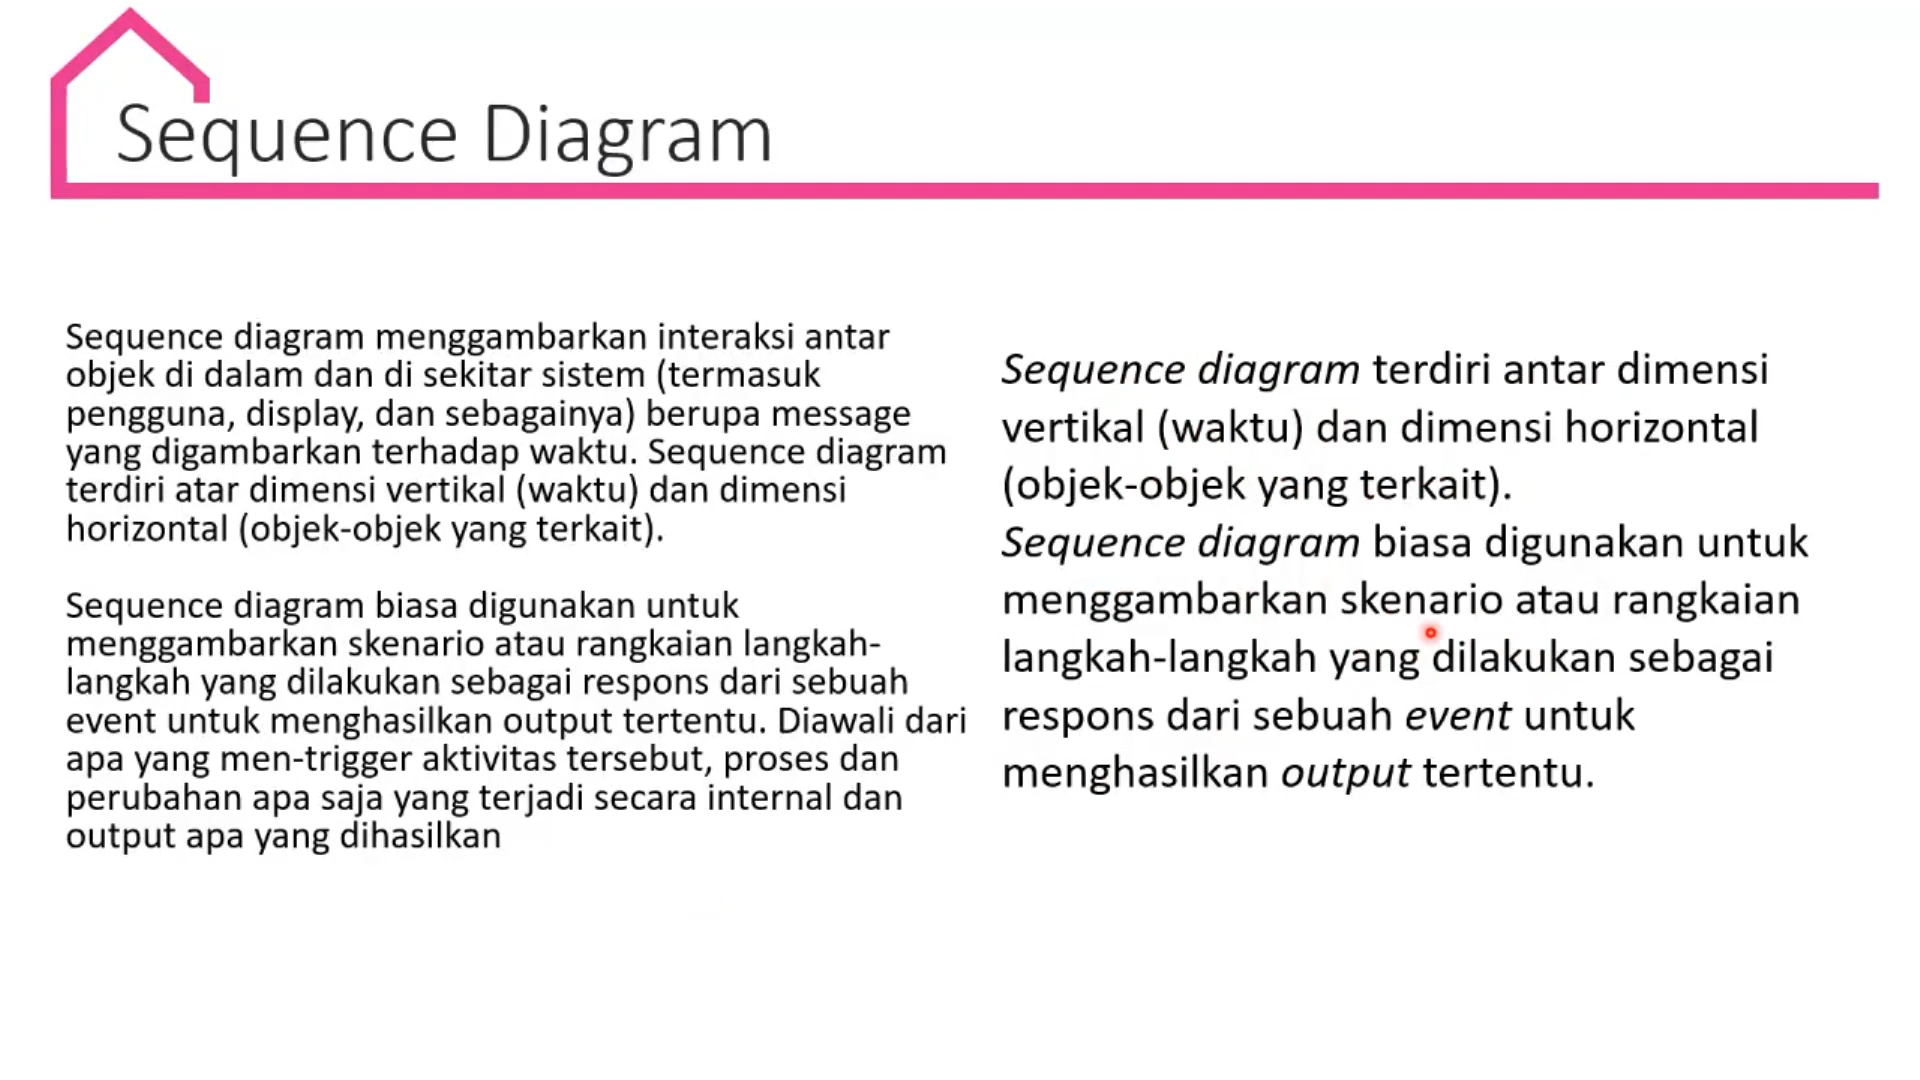 Sequence Diagram
Sequence diagram menggambarkan interaksi antar
objek di dalam dan di sekitar sistem (termasuk
pengguna, display, dan sebagainya) berupa message
yang digambarkan terhadap waktu. Sequence diagram
terdiri atar dimensi vertikal (waktu) dan dimensi
horizontal (objek-objek yang terkait).
Sequence diagram biasa digunakan untuk
menggambarkan skenario atau rangkaian langkah-
langkah yang dilakukan sebagai respons dari sebuah
event untuk menghasilkan output tertentu. Diawali dari
apa yang men-trigger aktivitas tersebut, proses dan
perubahan apa saja yang terjadi secara internal dan
output apa yang dihasilkan
Sequence diagram terdiri antar dimensi
vertikal (waktu) dan dimensi horizontal
(objek-objek yang terkait).
Sequence diagram biasa digunakan untuk
menggambarkan skenario atau rangkaian
langkah-langkah yang dilakukan sebagai
respons dari sebuah event untuk
menghasilkan output tertentu.